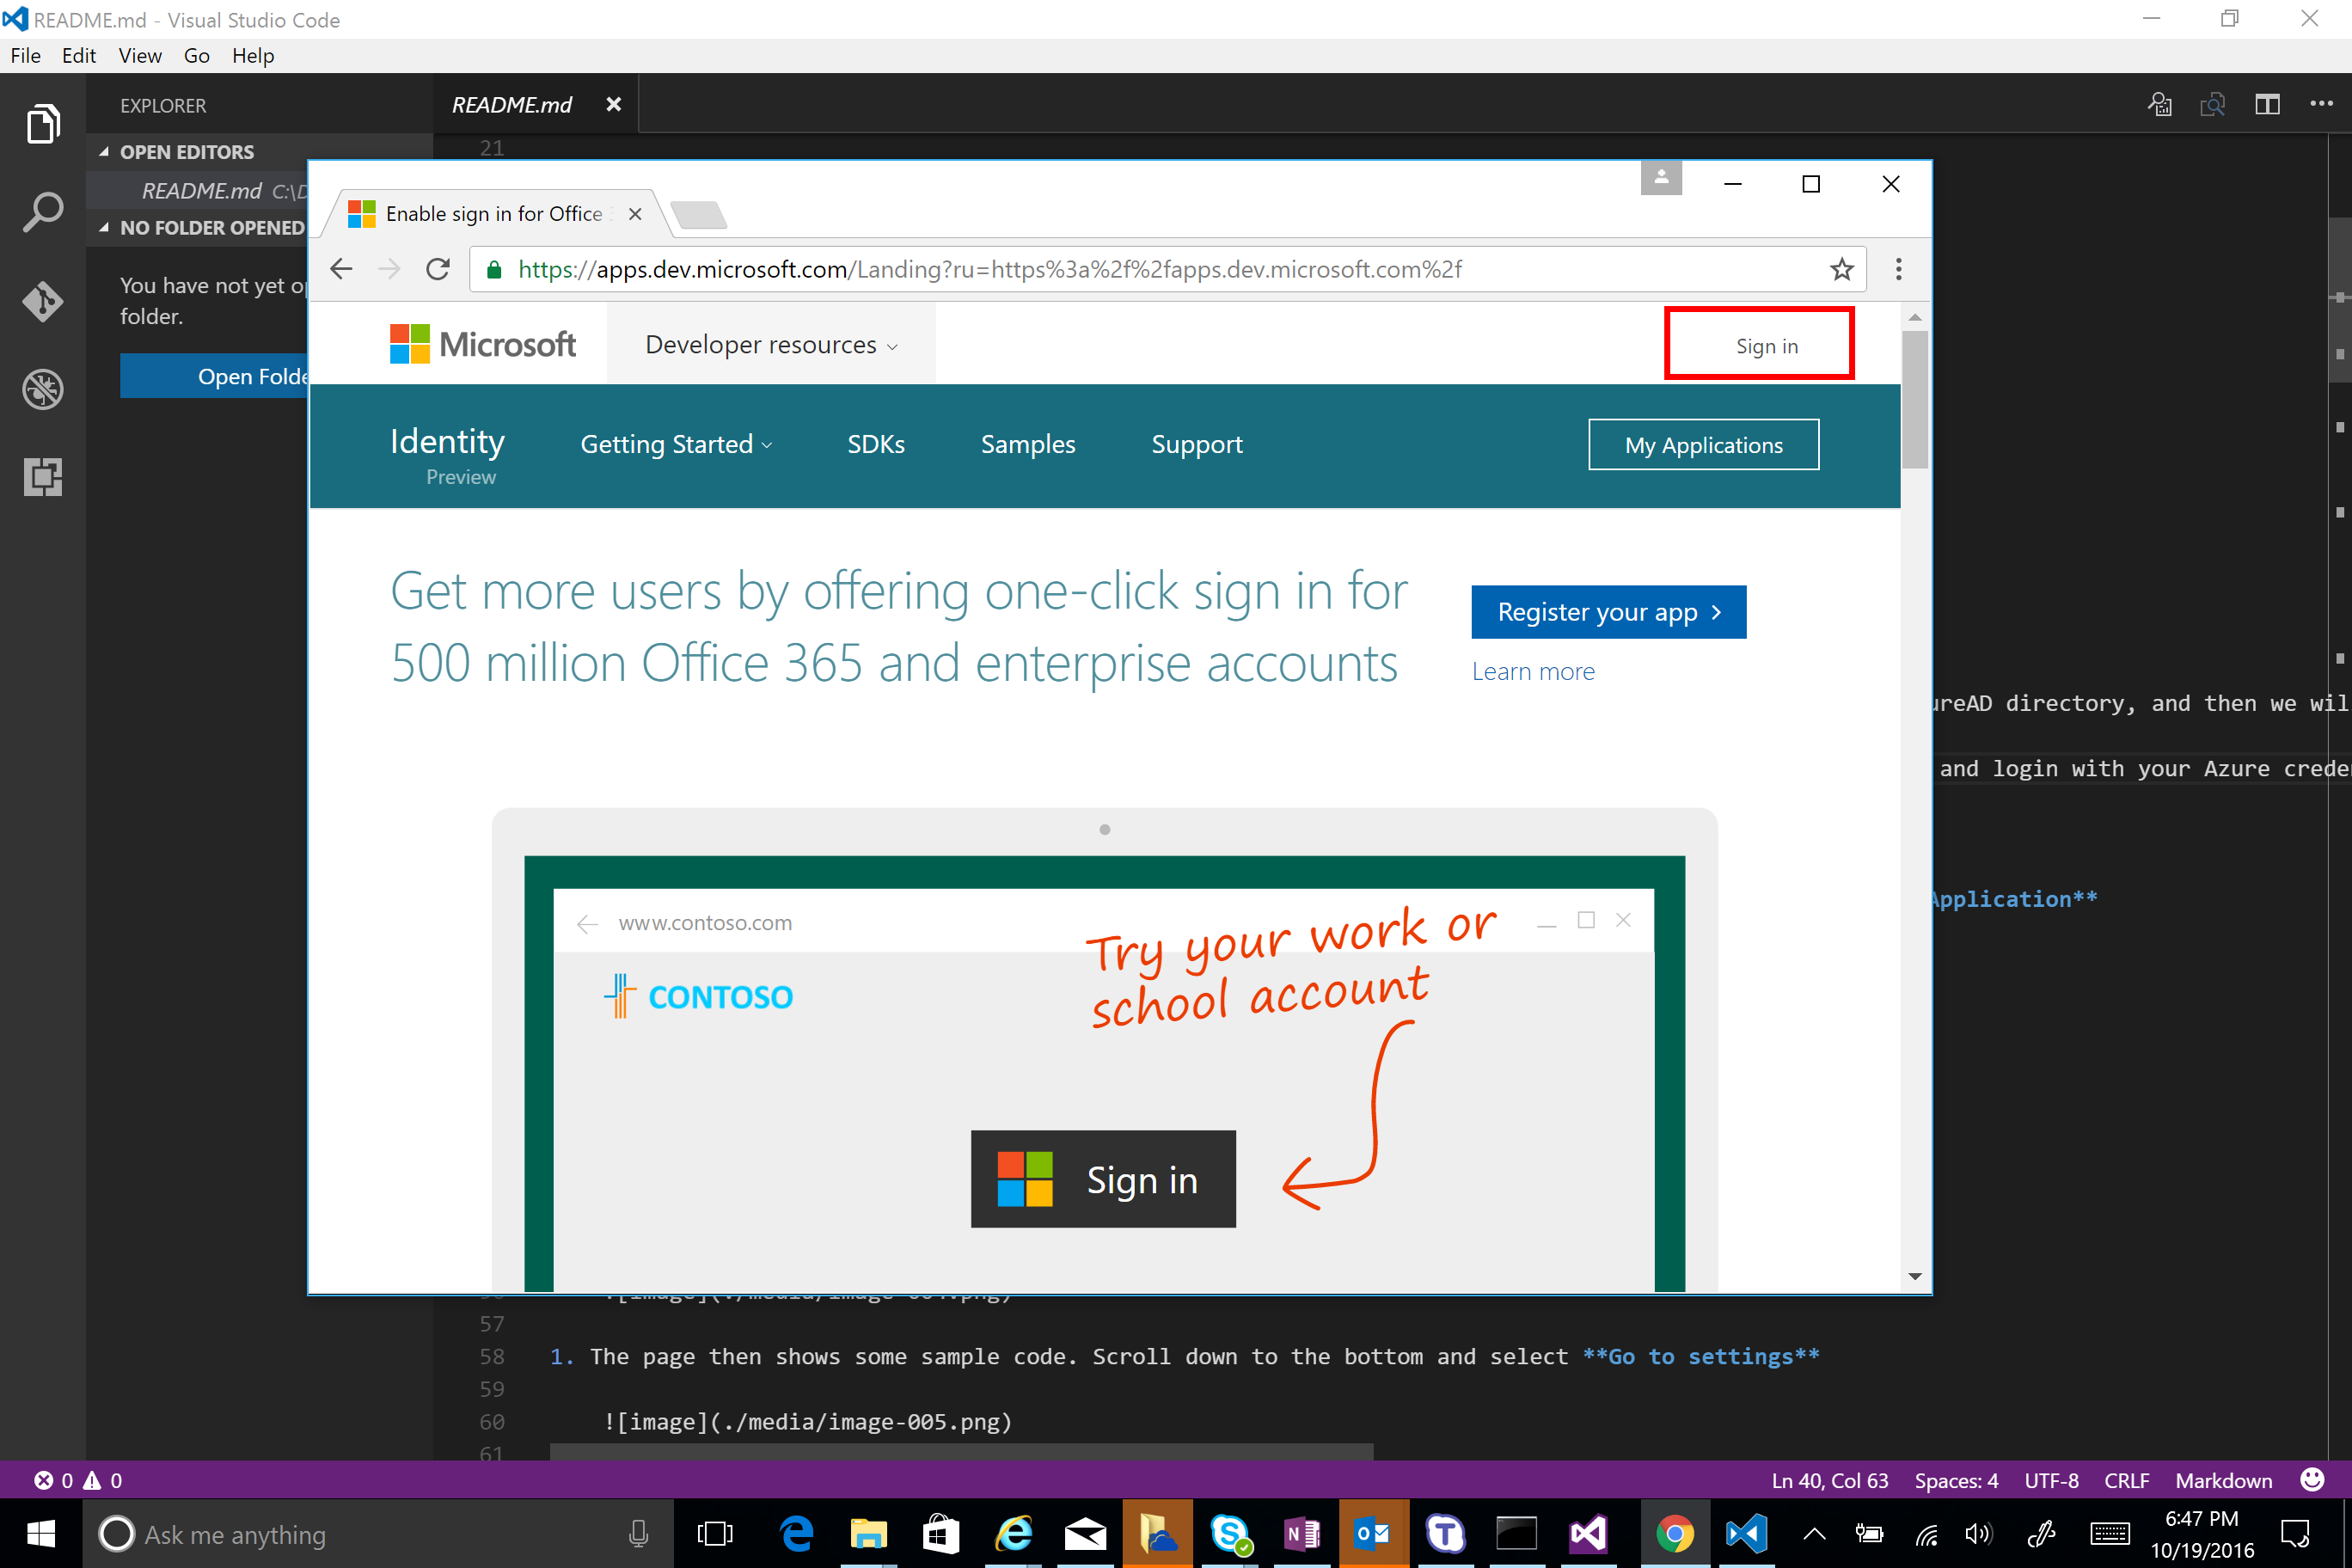 README.md - Visual Studio Code
File Edit View Go Help
EXPLORER
README.md
OPEN EDITORS
README.md C:\D
NO FOLDER OPENED
You have not yet
folder.
Open
21
Enable sign in for Office
https://apps.dev.microsoft.com/Landing?ru=https%3a%2f%2fapps.dev.microsoft.com%2f
Microsoft
Developer resources
Sign in
Identity
Preview
Getting Started
SDKs
Samples
Support
My Applications
Get more users by offering one-click sign in for
500 million Office 365 and enterprise accounts
Register your app
Learn more
www.contoso.com
CONTOSO
Try your work or
school account
Sign in
directory, and then we
and login with your Azure
Application**
57
58 1. The page then shows some sample code. Scroll down to the bottom and select **Go to settings**
59
60 ![image](./media/image-005.png)
61
0 0
Ln 40, Col 63 Spaces: 4 UTF-8 CRLF Markdown
Ask me anything
6:47 PM
10/19/2016